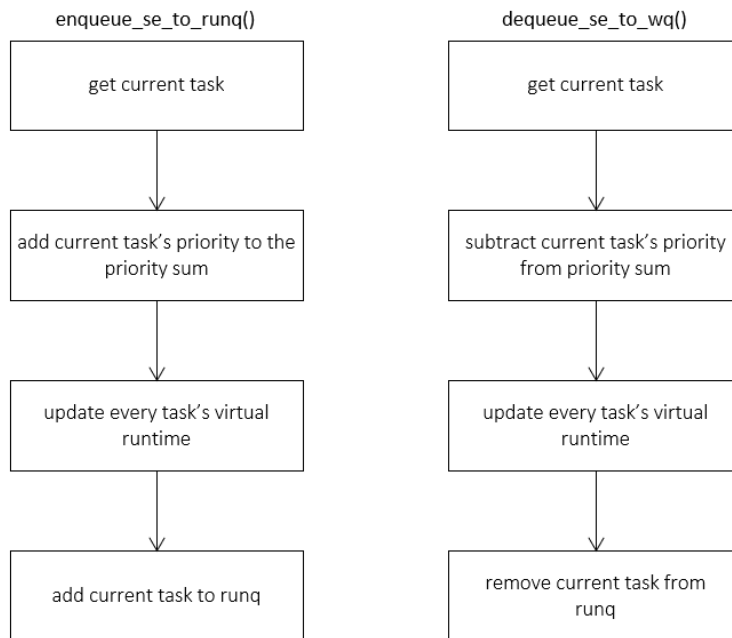 enqueue_se_to_runq()
get current task
add current task’s priority to the
priority sum
update every task’s virtual
runtime
add current task to runq
dequeue_se_to_wq()
get current task
subtract current task’s priority
from priority sum
update every task’s virtual
runtime
remove current task from
runq